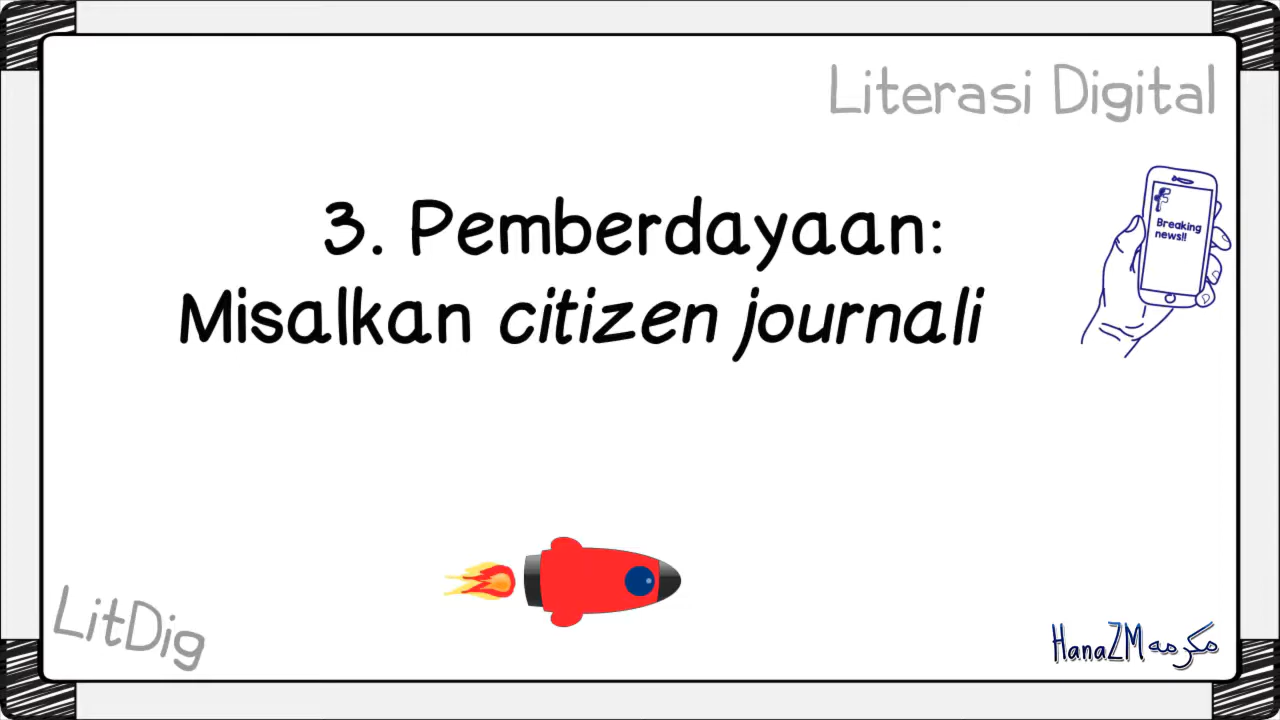 Literasi Digital
3. Pemberdayaan:
Misalkan citizen journali
Breaking
news!!
LitDig
HanaZM مكرمه